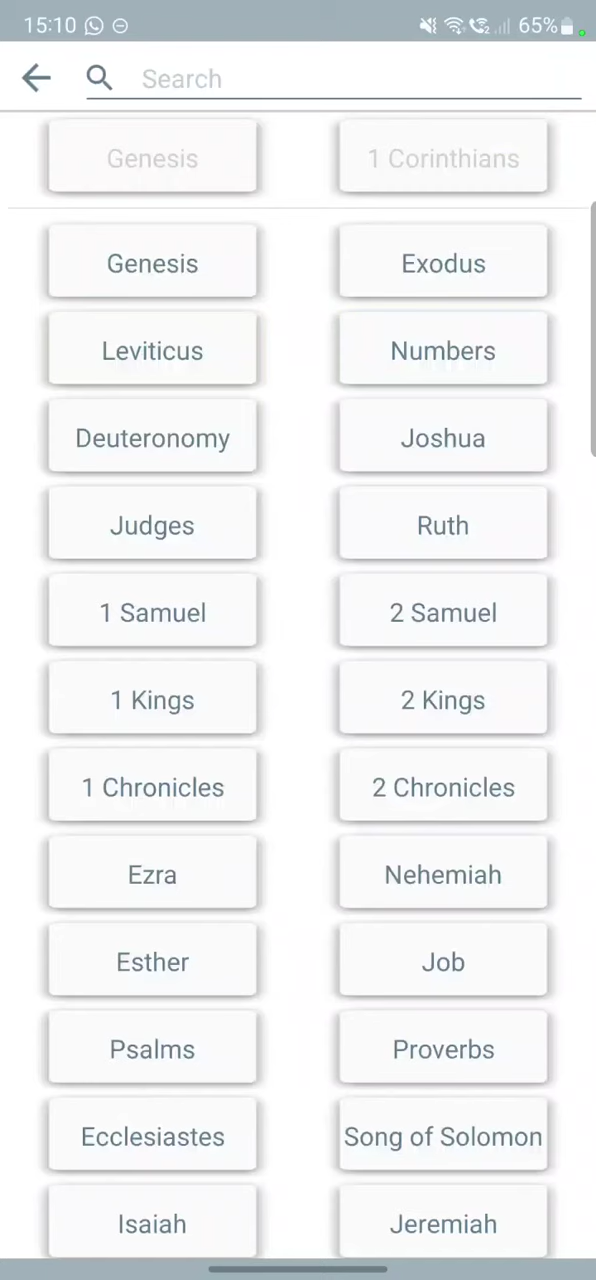 15:10 65%
Search
Genesis 1 Corinthians
Genesis Exodus
Leviticus Numbers
Deuteronomy Joshua
Judges Ruth
1 Samuel 2 Samuel
1 Kings 2 Kings
1 Chronicles 2 Chronicles
Ezra Nehemiah
Esther Job
Psalms Proverbs
Ecclesiastes Song of Solomon
Isaiah Jeremiah